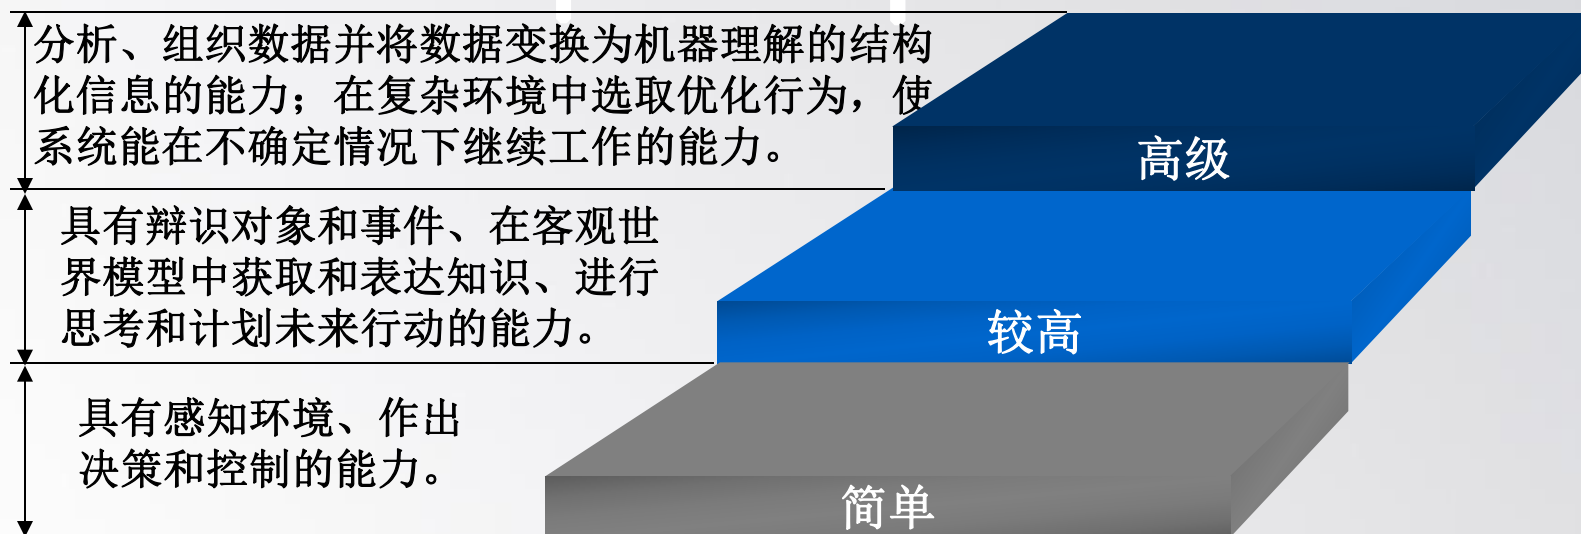 分析、组织数据并将数据变换为机器理解的结构
化信息的能力；在复杂环境中选取优化行为，使
系统能在不确定情况下继续工作的能力。
高级
具有辩识对象和事件、在客观世
界模型中获取和表达知识、进行
思考和计划未来行动的能力。
较高
具有感知环境、作出
决策和控制的能力。
简单